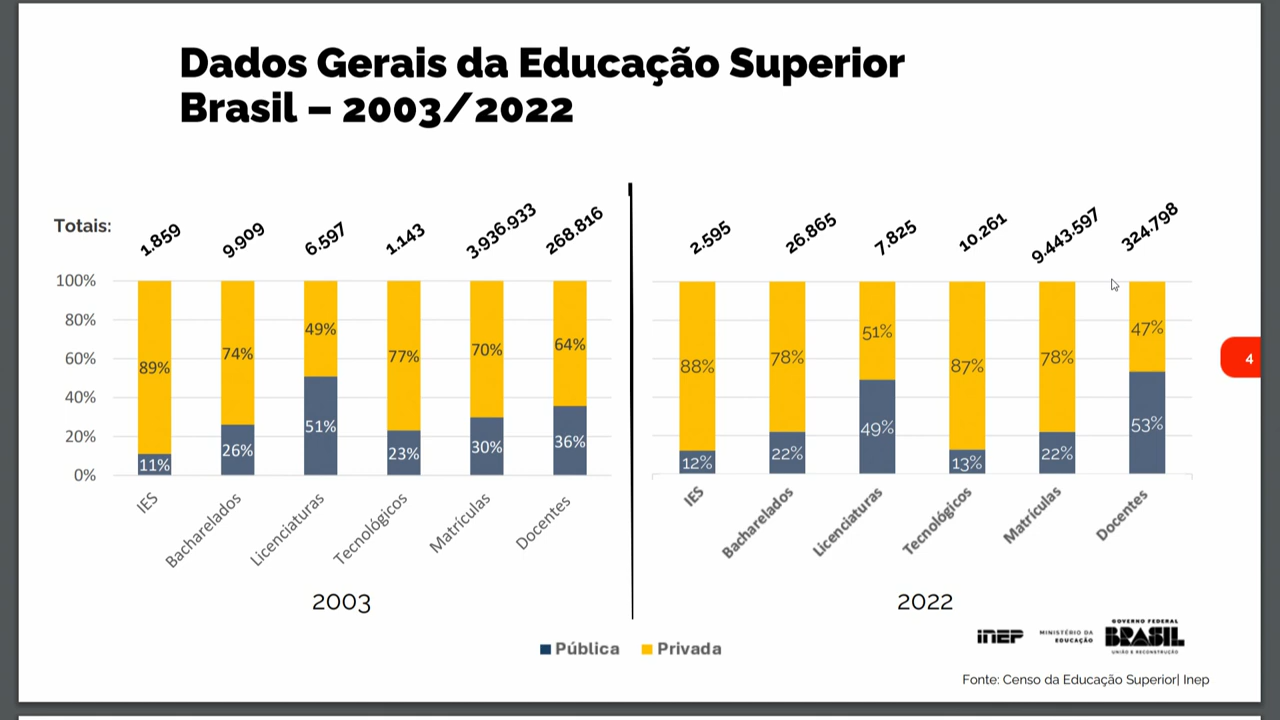 Dados Gerais da Educação Superior
Brasil – 2003/2022
Totais:
1.859 9.909 6.597 1.143 3.936.933 268.816
2.595 26.865 7.825 10.261 9.443.597 324.798
100%
80%
60%
40%
20%
0%
89% 74% 49% 77% 70% 64%
11% 26% 51% 23% 30% 36%
88% 78% 51% 87% 78% 47%
12% 22% 49% 13% 22% 53%
4
IES Bacharelados Licenciaturas Tecnológicos Matrículas Docentes
IES Bacharelados Licenciaturas Tecnológicos Matrículas Docentes
2003
2022
Pública Privada
inep
MINISTÉRIO DA
EDUCAÇÃO
GOVERNO FEDERAL
BRASIL
UNIÃO E RECONSTRUÇÃO
Fonte: Censo da Educação Superior| Inep